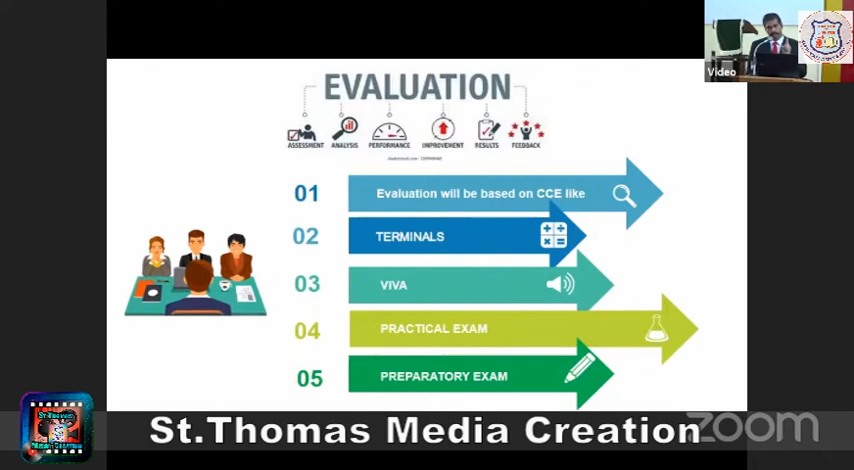 Video
EVALUATION
ASSESSMENT ANALYSIS PERFORMANCE IMPROVEMENT RESULTS FEEDBACK
01 Evaluation will be based on CCE like
02 TERMINALS
03 VIVA
04 PRACTICAL EXAM
05 PREPARATORY EXAM
St.Thomas Media Creation
zoom